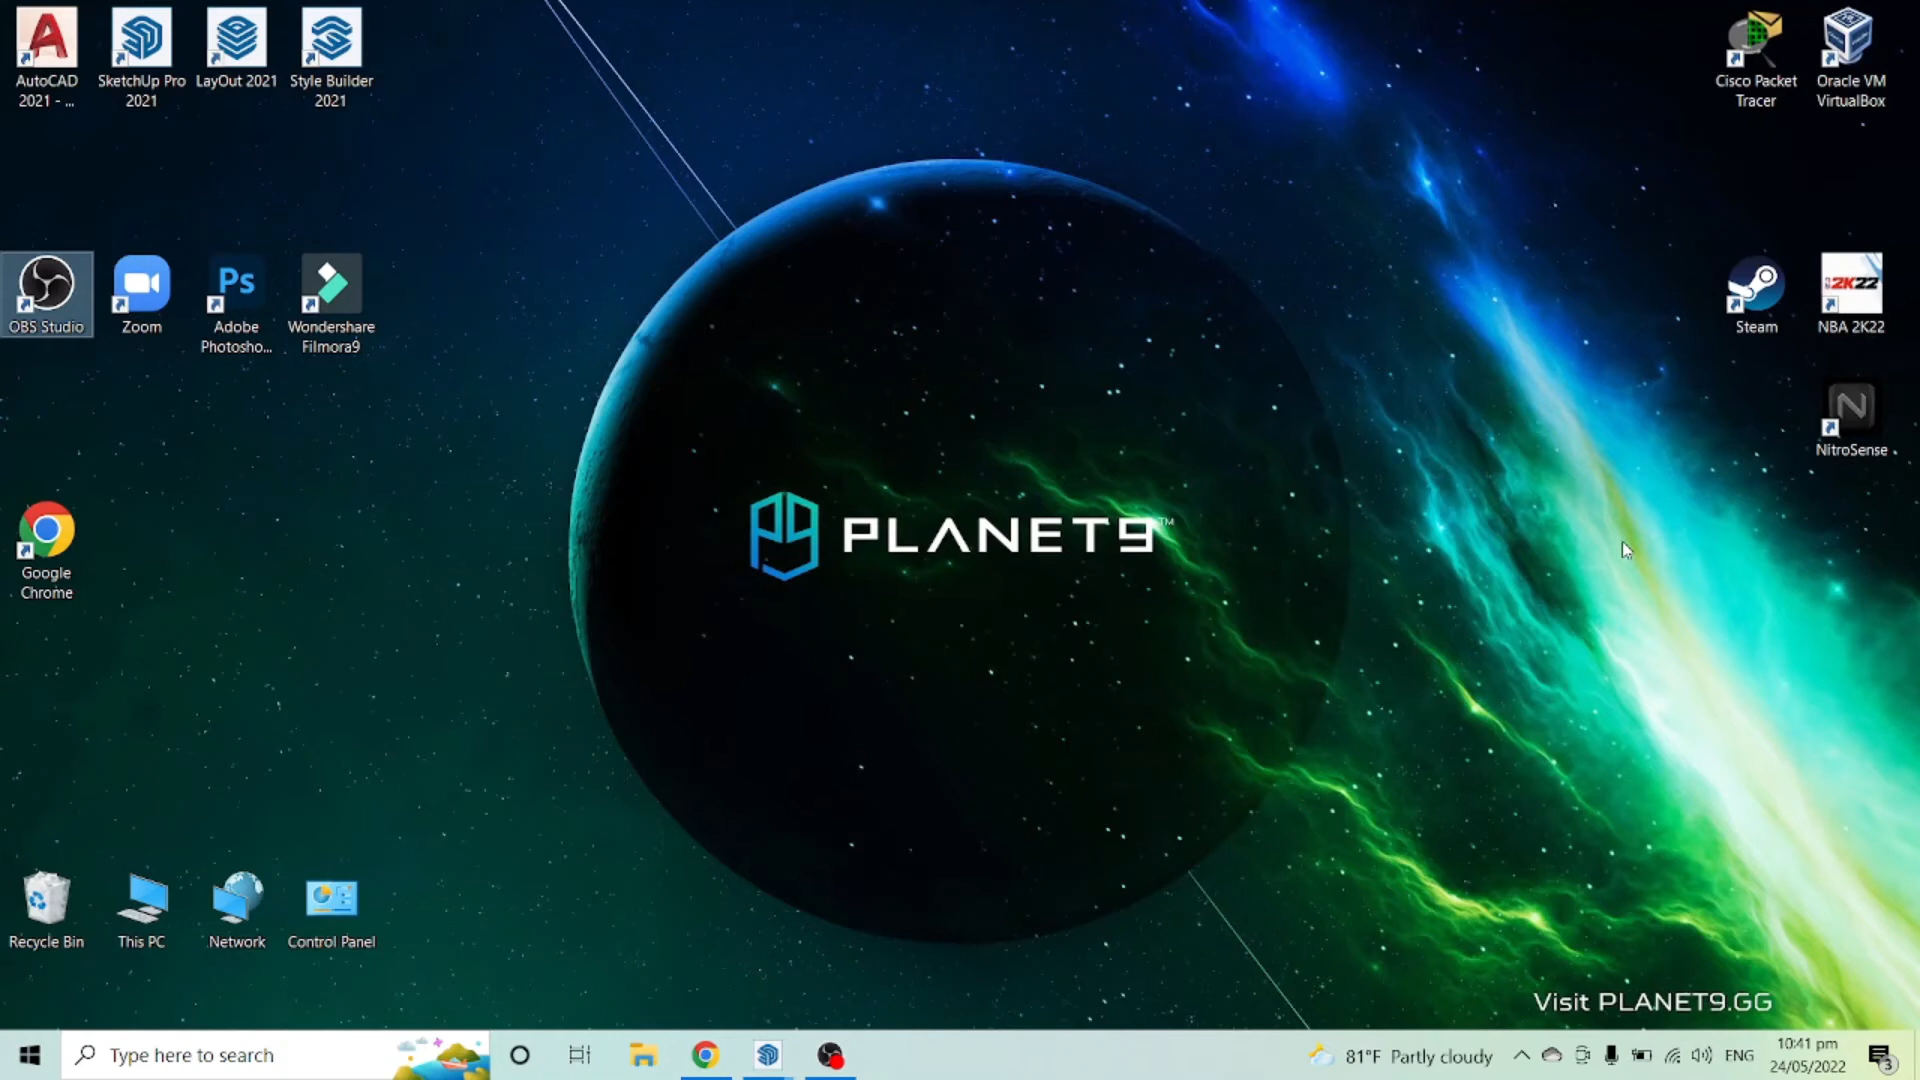 AutoCAD
2021 - ...
SketchUp Pro
2021
LayOut 2021
Style Builder
2021
Cisco Packet
Tracer
Oracle VM
VirtualBox
OBS Studio
Zoom
Ps
Adobe
Photosho...
Wondershare
Filmora9
Steam
2K22
NBA 2K22
N
NitroSense
PLANET9™
Google
Chrome
Recycle Bin
This PC
Network
Control Panel
Visit PLANET9.GG
Type here to search
81°F Partly cloudy
ENG
10:41 pm
24/05/2022
3